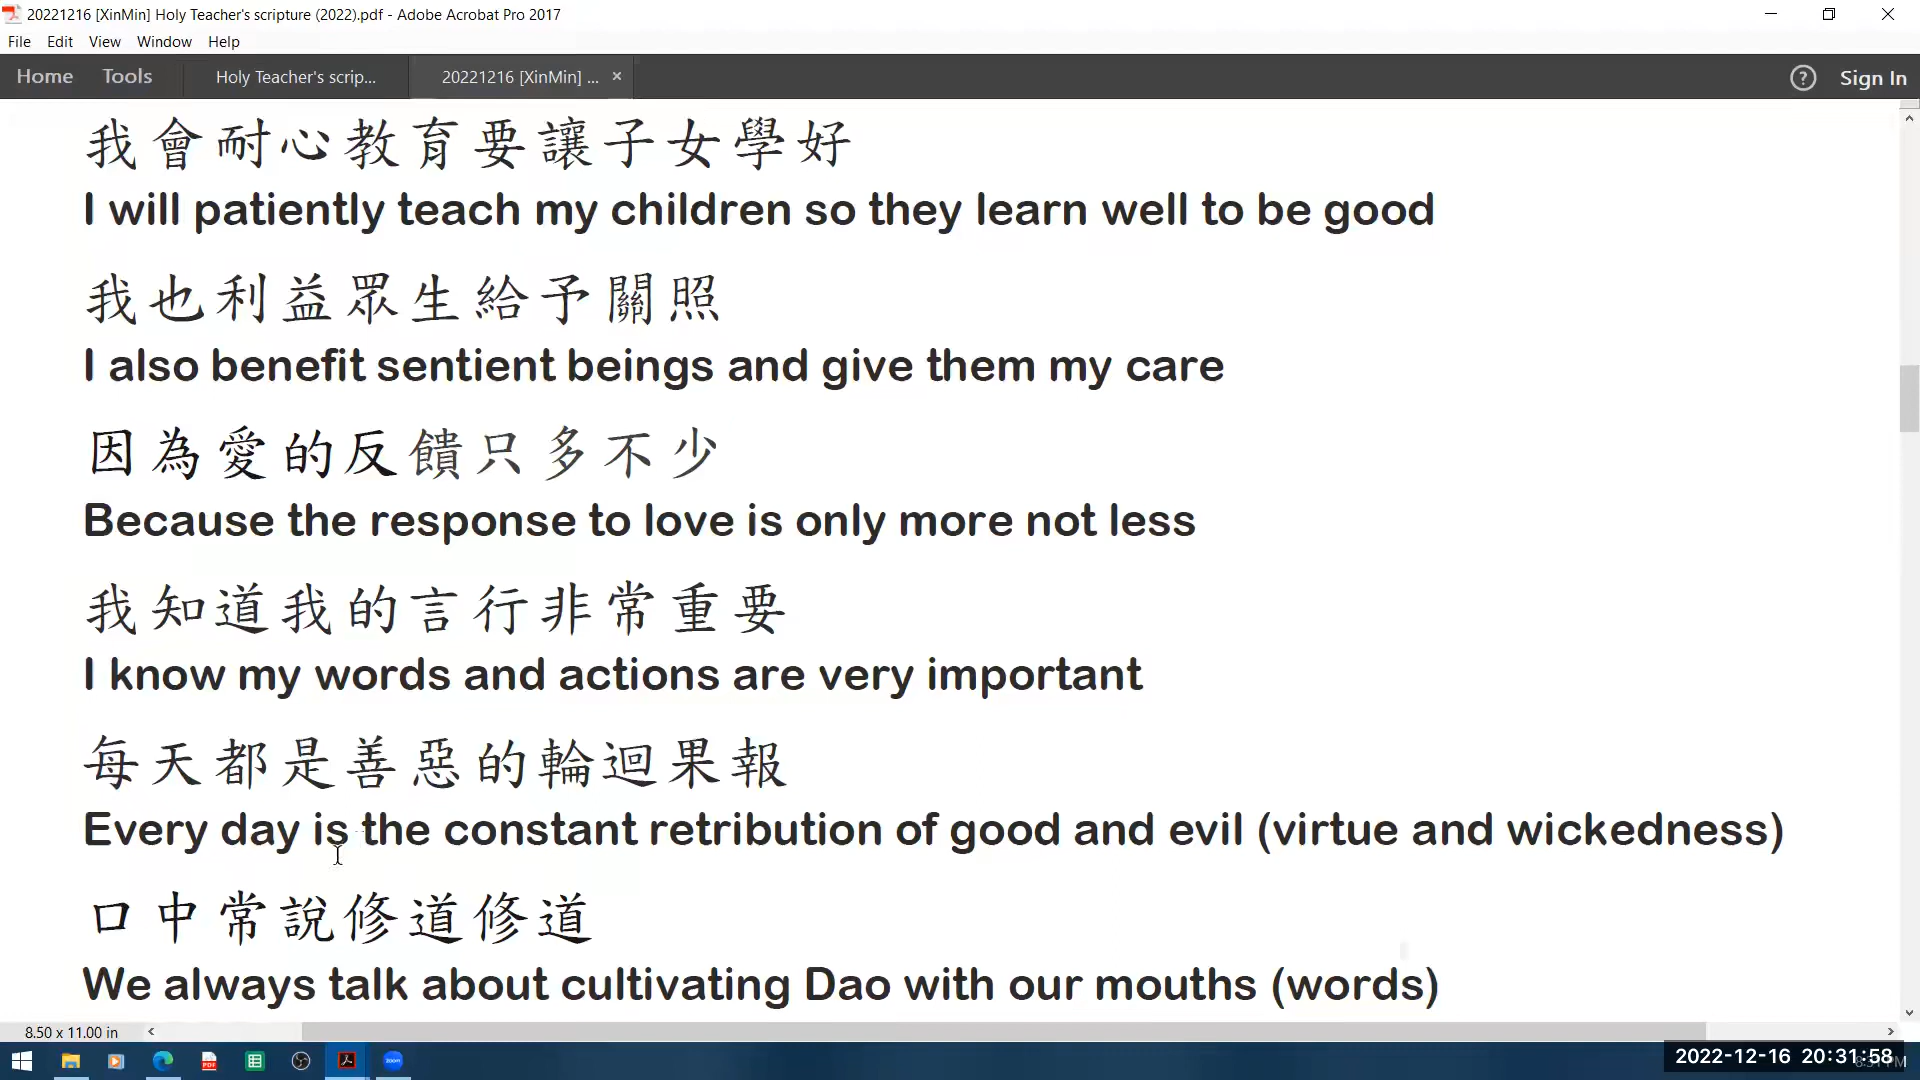 20221216 [XinMin] Holy Teacher's scripture (2022).pdf - Adobe Acrobat Pro 2017
File Edit View Window Help
Home Tools Holy Teacher's scrip... 20221216 [XinMin] ... × ? Sign In
我會耐心教育要讓子女學好
I will patiently teach my children so they learn well to be good
我也利益眾生給予關照
I also benefit sentient beings and give them my care
因為愛的反饋只多不少
Because the response to love is only more not less
我知道我的言行非常重要
I know my words and actions are very important
每天都是善惡的輪迴果報
Every day is the constant retribution of good and evil (virtue and wickedness)
口中常說修道修道
We always talk about cultivating Dao with our mouths (words)
8.50 x 11.00 in
PDF zoom
2022-12-16 20:31:58